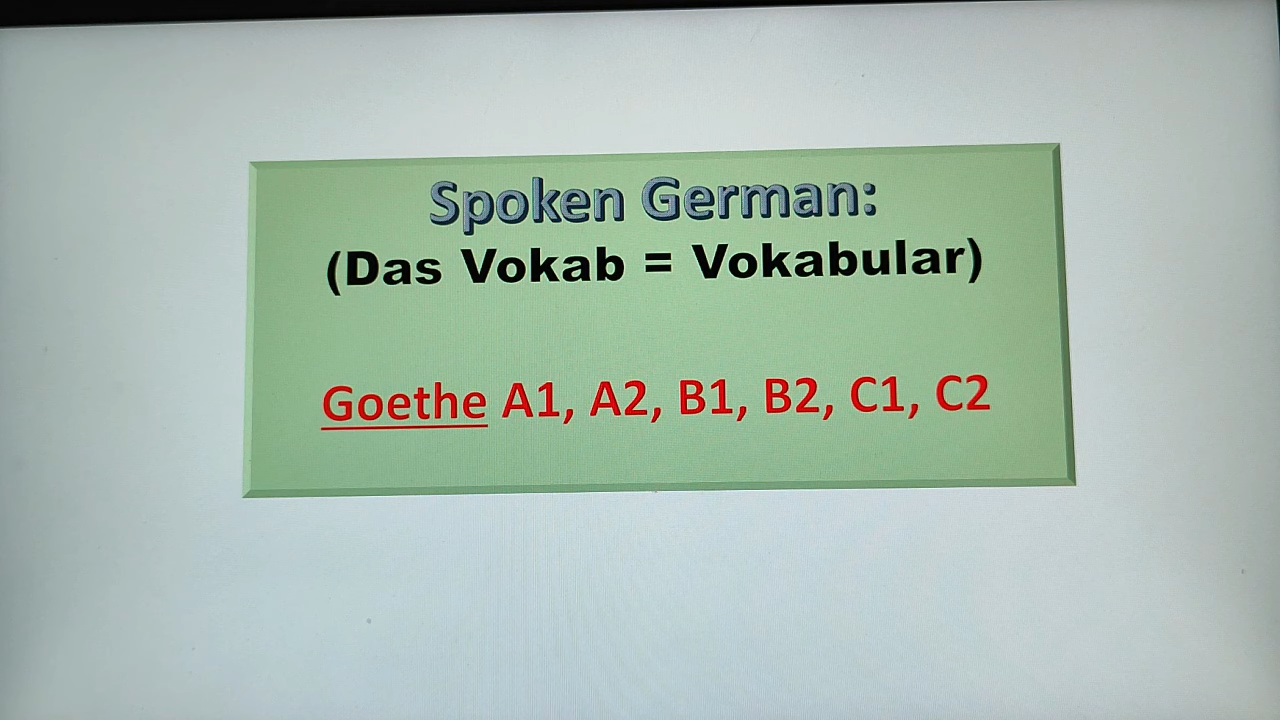 Spoken German:
(Das Vokab = Vokabular)
Goethe A1, A2, B1, B2, C1, C2